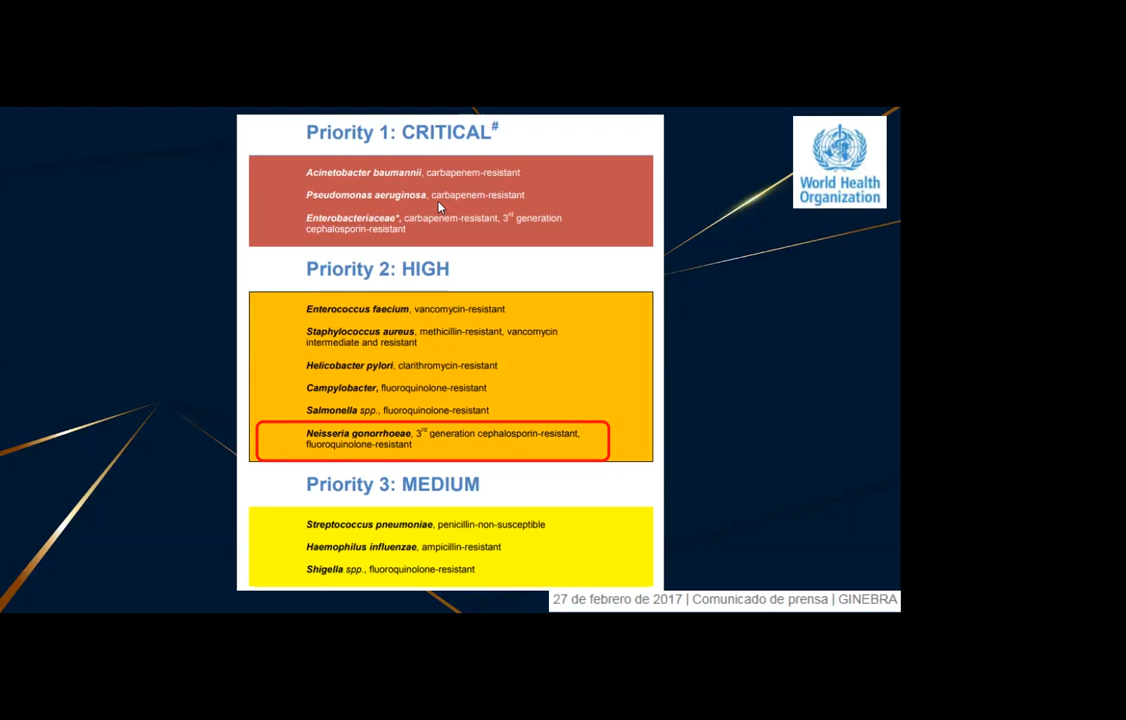 Priority 1: CRITICAL#
Acinetobacter baumannii, carbapenem-resistant
Pseudomonas aeruginosa, carbapenem-resistant
Enterobacteriaceae*, carbapenem-resistant, 3rd generation
cephalosporin-resistant
Priority 2: HIGH
Enterococcus faecium, vancomycin-resistant
Staphylococcus aureus, methicillin-resistant, vancomycin
intermediate and resistant
Helicobacter pylori, clarithromycin-resistant
Campylobacter, fluoroquinolone-resistant
Salmonella spp., fluoroquinolone-resistant
Neisseria gonorrhoeae, 3rd generation cephalosporin-resistant,
fluoroquinolone-resistant
Priority 3: MEDIUM
Streptococcus pneumoniae, penicillin-non-susceptible
Haemophilus influenzae, ampicillin-resistant
Shigella spp., fluoroquinolone-resistant
World Health
Organization
27 de febrero de 2017 | Comunicado de prensa | GINEBRA